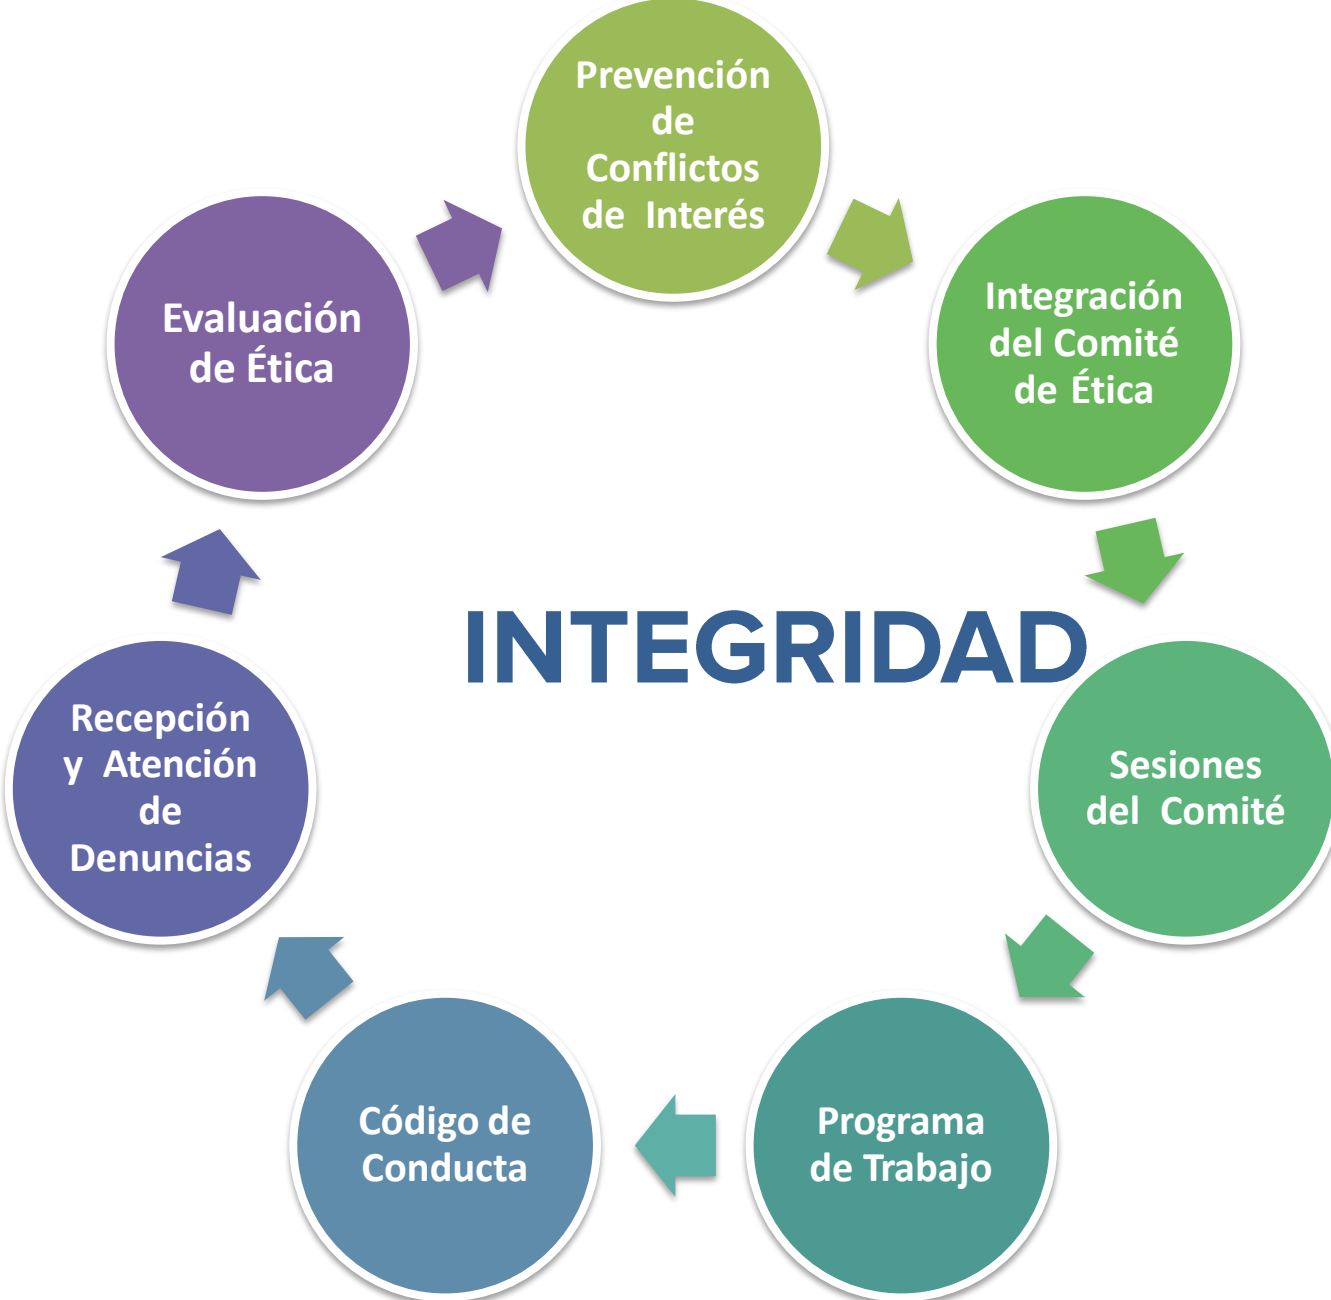 Prevención
de
Conflictos
de Interés
Integración
del Comité
de Ética
Sesiones
del Comité
Programa
de Trabajo
Código de
Conducta
Recepción
y Atención
de
Denuncias
Evaluación
de Ética
INTEGRIDAD